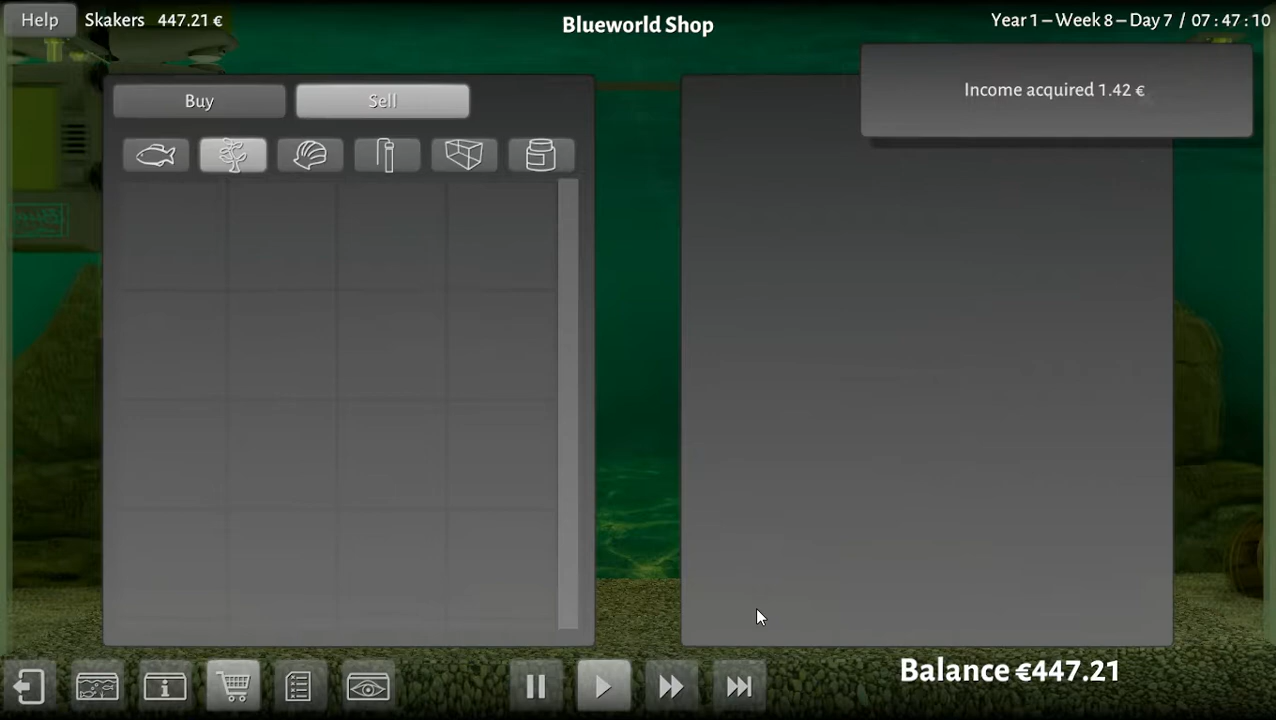 Help
Skakers 447.21 €
Blueworld Shop
Year 1 – Week 8 – Day 7 / 07 : 47 : 10
Income acquired 1.42 €
Buy
Sell
Balance €447.21